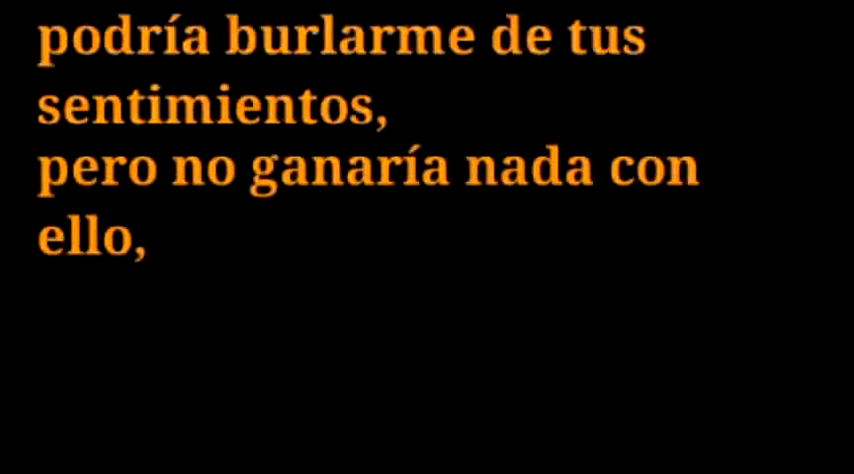 podría burlarme de tus
sentimientos,
pero no ganaría nada con
ello,